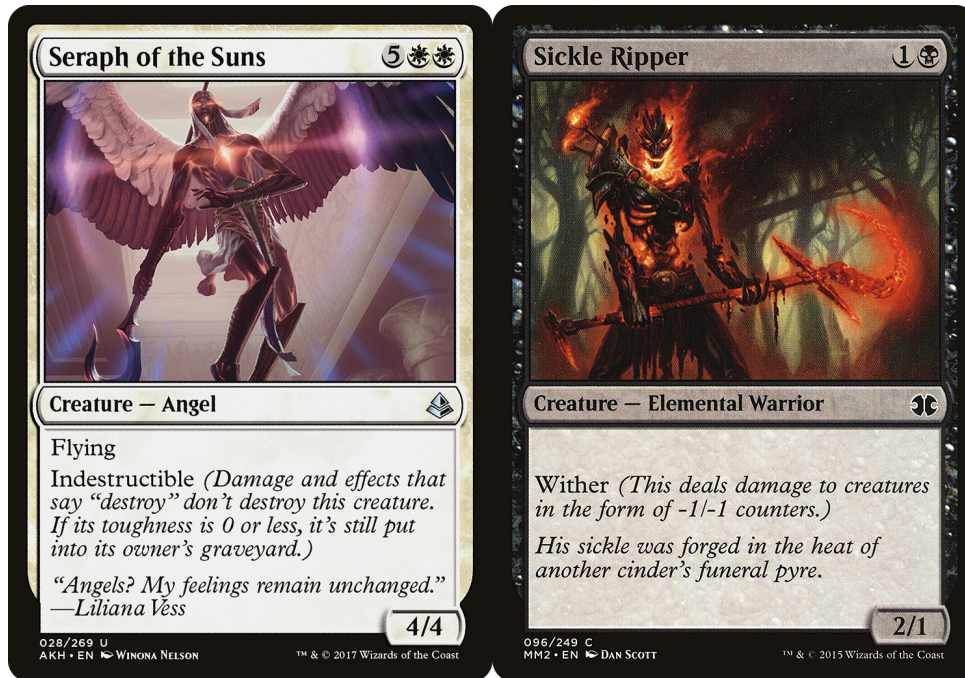 Seraph of the Suns 5
Creature — Angel
Flying
Indestructible (Damage and effects that
say “destroy” don’t destroy this creature.
If its toughness is 0 or less, it’s still put
into its owner’s graveyard.)
“Angels? My feelings remain unchanged.”
—Liliana Vess
4/4
028/269 U
AKH • EN Winona Nelson
™ & © 2017 Wizards of the Coast
Sickle Ripper 1
Creature — Elemental Warrior
Wither (This deals damage to creatures
in the form of -1/-1 counters.)
His sickle was forged in the heat of
another cinder’s funeral pyre.
2/1
096/249 C
MM2 • EN Dan Scott
™ & © 2015 Wizards of the Coast